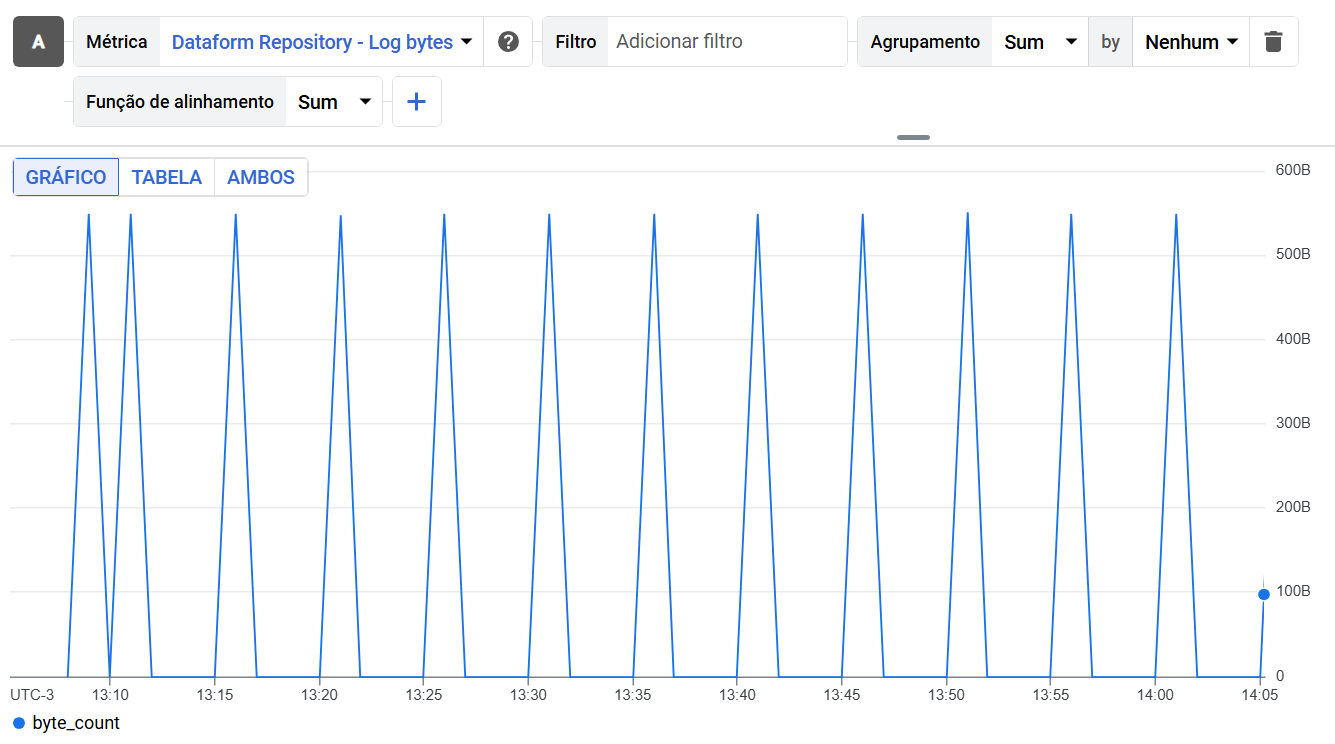 A Métrica Dataform Repository - Log bytes ? Filtro Adicionar filtro Agrupamento Sum by Nenhum
Função de alinhamento Sum +
GRÁFICO TABELA AMBOS
600B
500B
400B
300B
200B
100B
0
UTC-3 13:10 13:15 13:20 13:25 13:30 13:35 13:40 13:45 13:50 13:55 14:00 14:05
byte_count